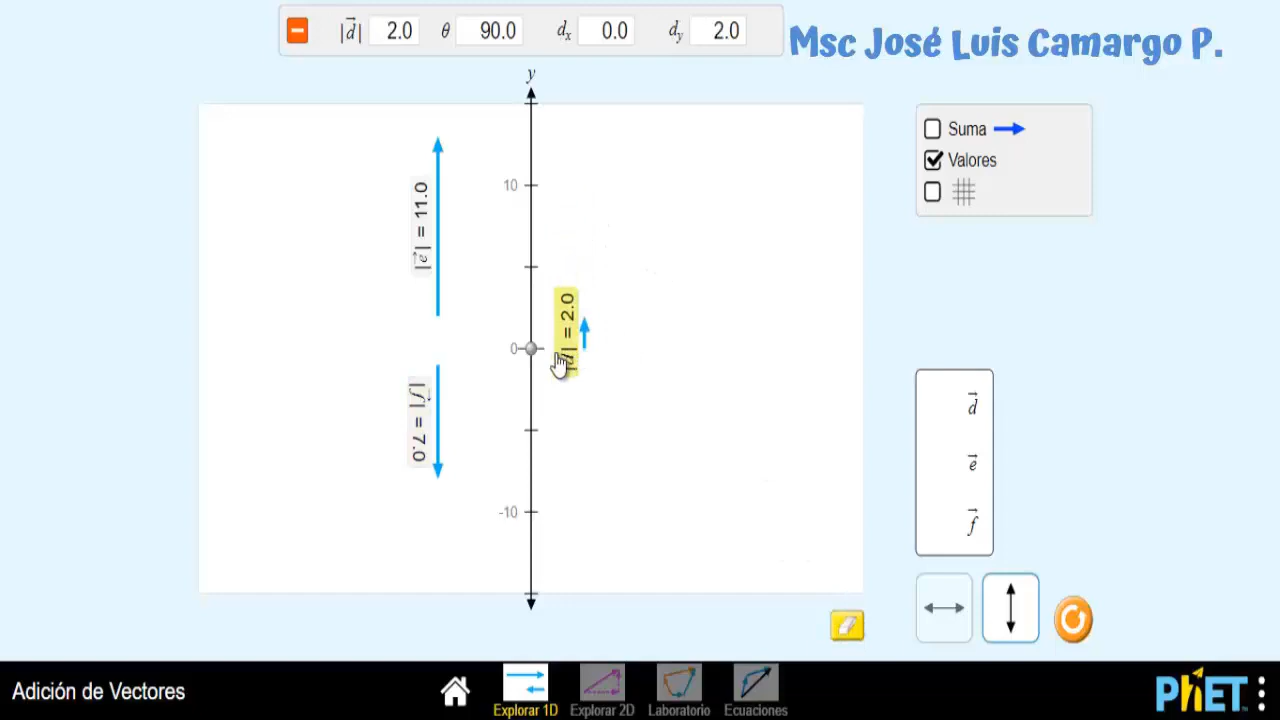 |d| 2.0 θ 90.0 dx 0.0 dy 2.0
Msc José Luis Camargo P.
y
10
0
-10
|e| = 11.0
|f| = 7.0
|d| = 2.0
Suma
Valores
d
e
f
Adición de Vectores
Explorar 1D
Explorar 2D
Laboratorio
Ecuaciones
PhET